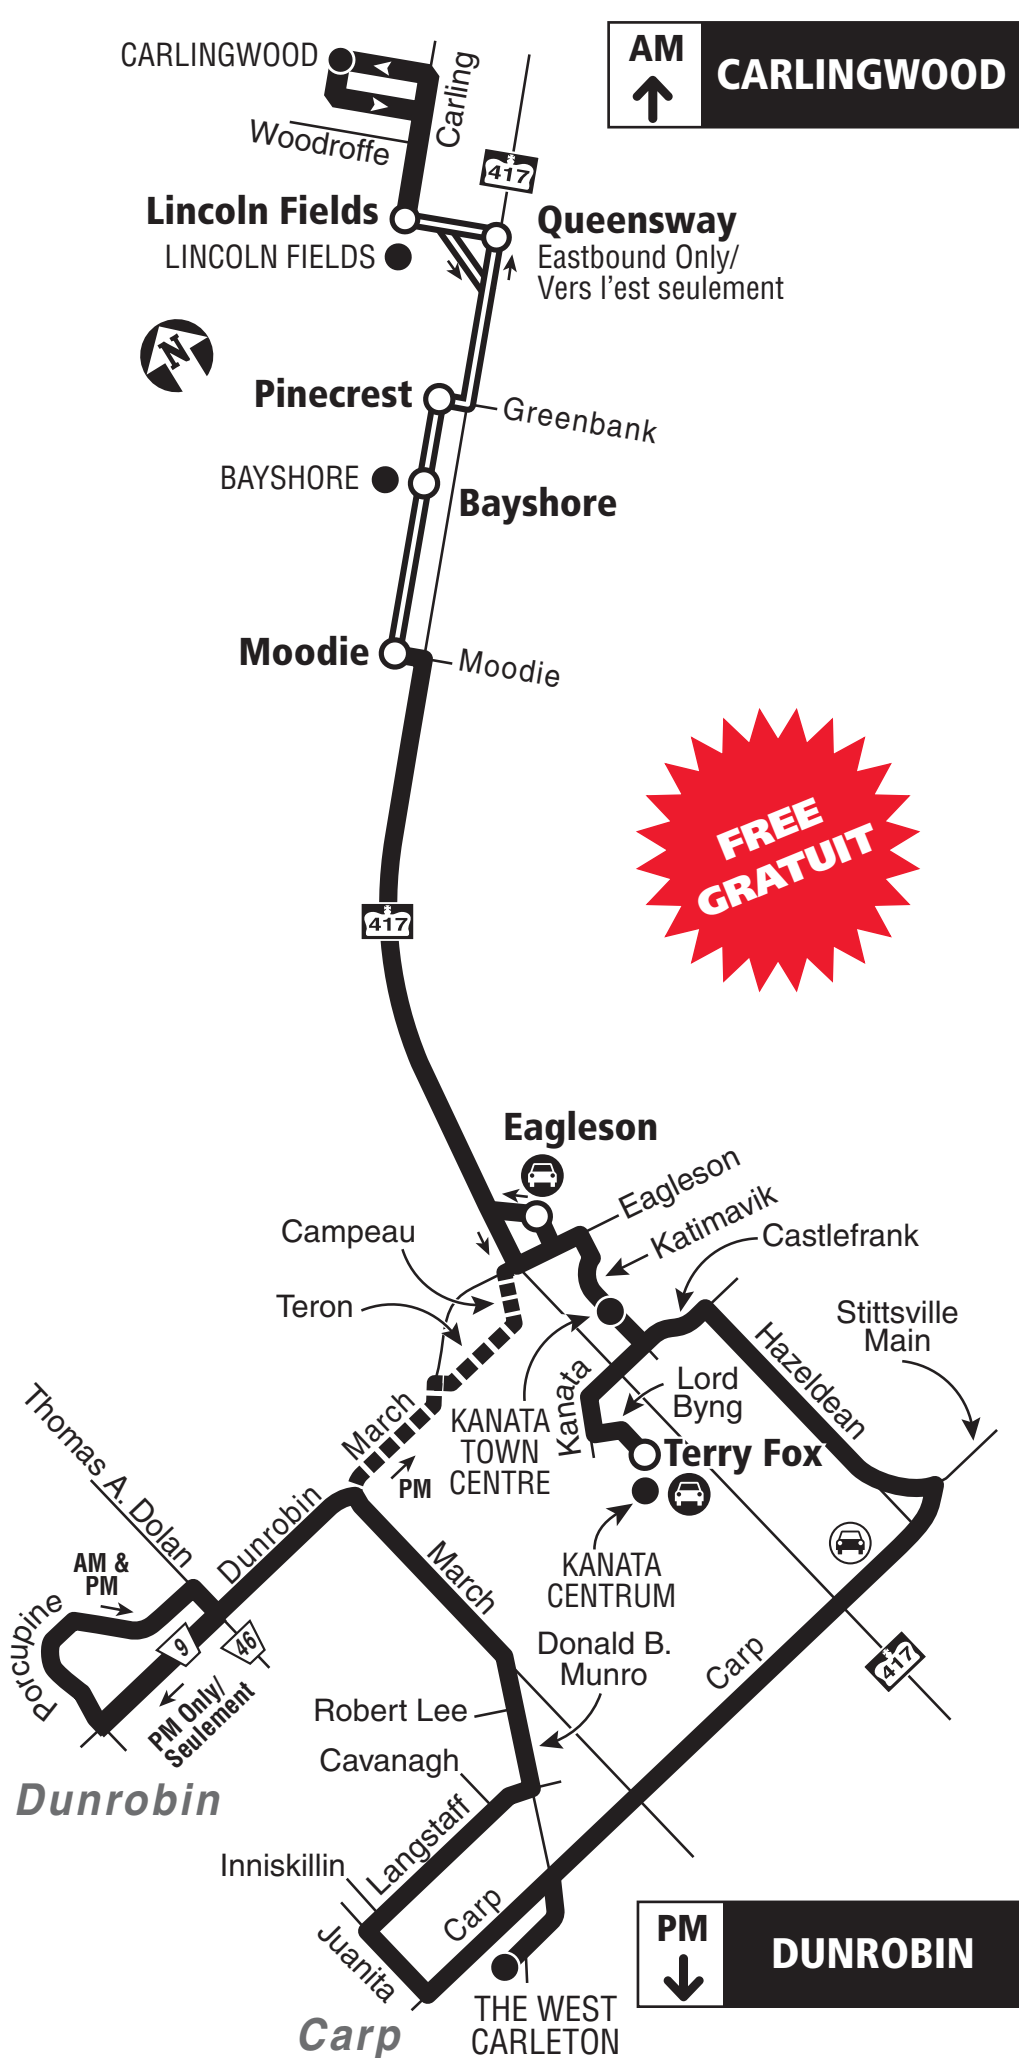 CARLINGWOOD
Carling
Woodroffe
AM
CARLINGWOOD
417
Lincoln Fields
LINCOLN FIELDS
Queensway
Eastbound Only/
Vers l'est seulement
N
Pinecrest
Greenbank
BAYSHORE
Bayshore
Moodie
Moodie
FREE
GRATUIT
417
Eagleson
Eagleson
Katimavik
Campeau
Castlefrank
Teron
Stittsville
Main
Hazeldean
Kanata
Lord
Byng
March
KANATA
TOWN
CENTRE
Terry Fox
PM
Thomas A. Dolan
Dunrobin
March
KANATA
CENTRUM
AM &
PM
Porcupine
9
46
PM Only/
Seulement
Donald B.
Munro
Carp
417
Robert Lee
Cavanagh
Dunrobin
Langstaff
Inniskillin
Carp
Juanita
PM
DUNROBIN
THE WEST
CARLETON
Carp